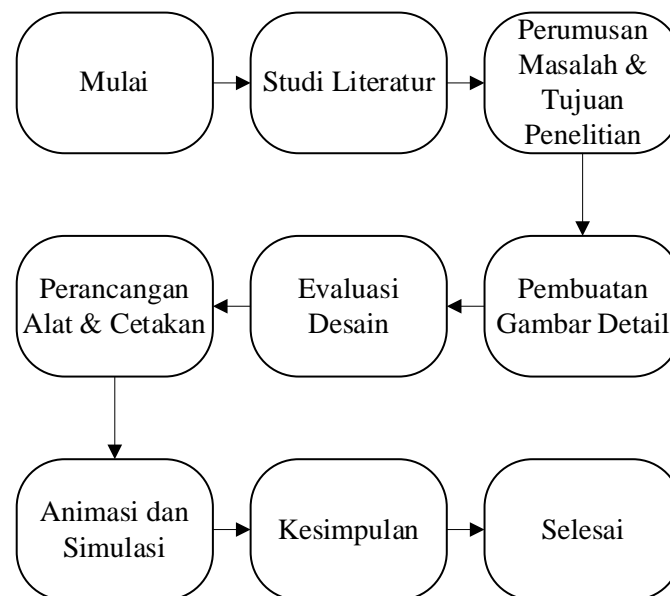 Mulai
Studi Literatur
Perumusan
Masalah &
Tujuan
Penelitian
Pembuatan
Gambar Detail
Evaluasi
Desain
Perancangan
Alat & Cetakan
Animasi dan
Simulasi
Kesimpulan
Selesai